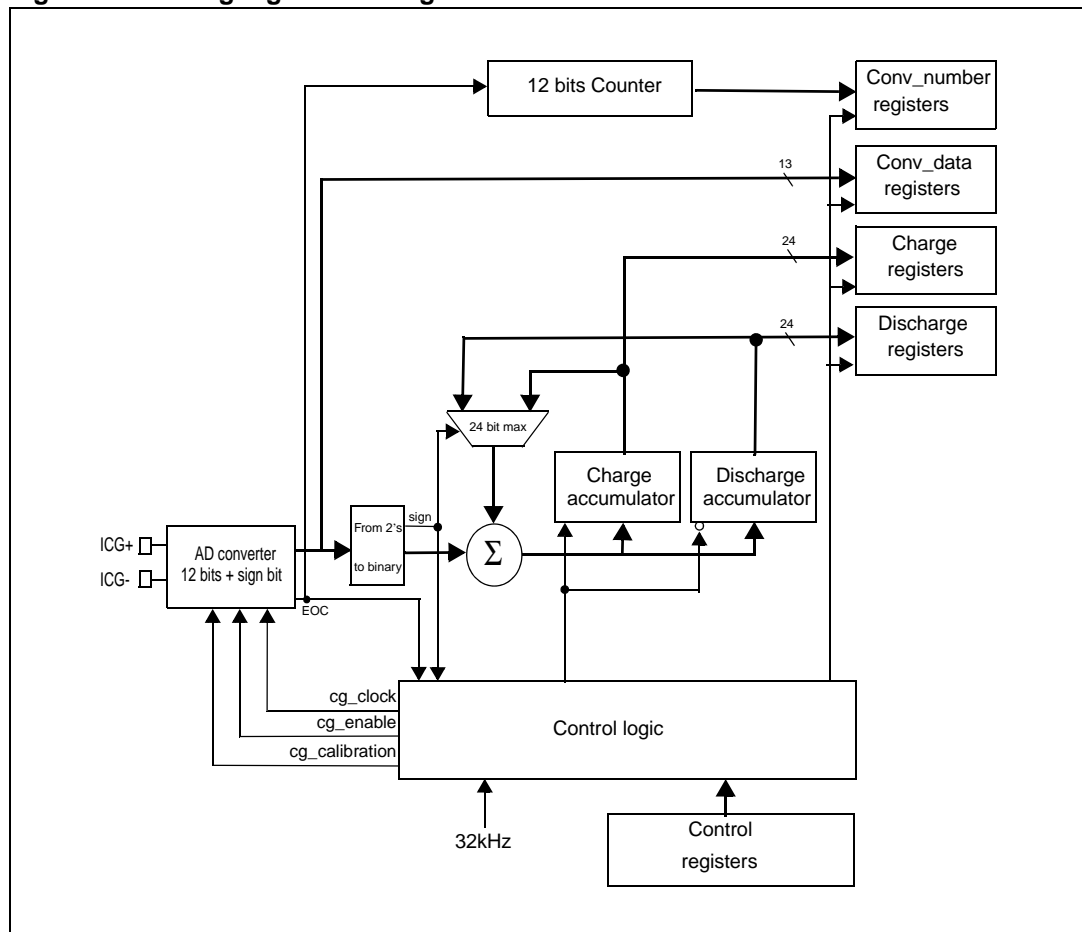 12 bits Counter
Conv_number
registers
13
Conv_data
registers
24
Charge
registers
24
Discharge
registers
24 bit max
Charge
accumulator
Discharge
accumulator
sign
From 2's
to binary
Σ
ICG+
ICG-
AD converter
12 bits + sign bit
EOC
cg_clock
cg_enable
cg_calibration
Control logic
32kHz
Control
registers